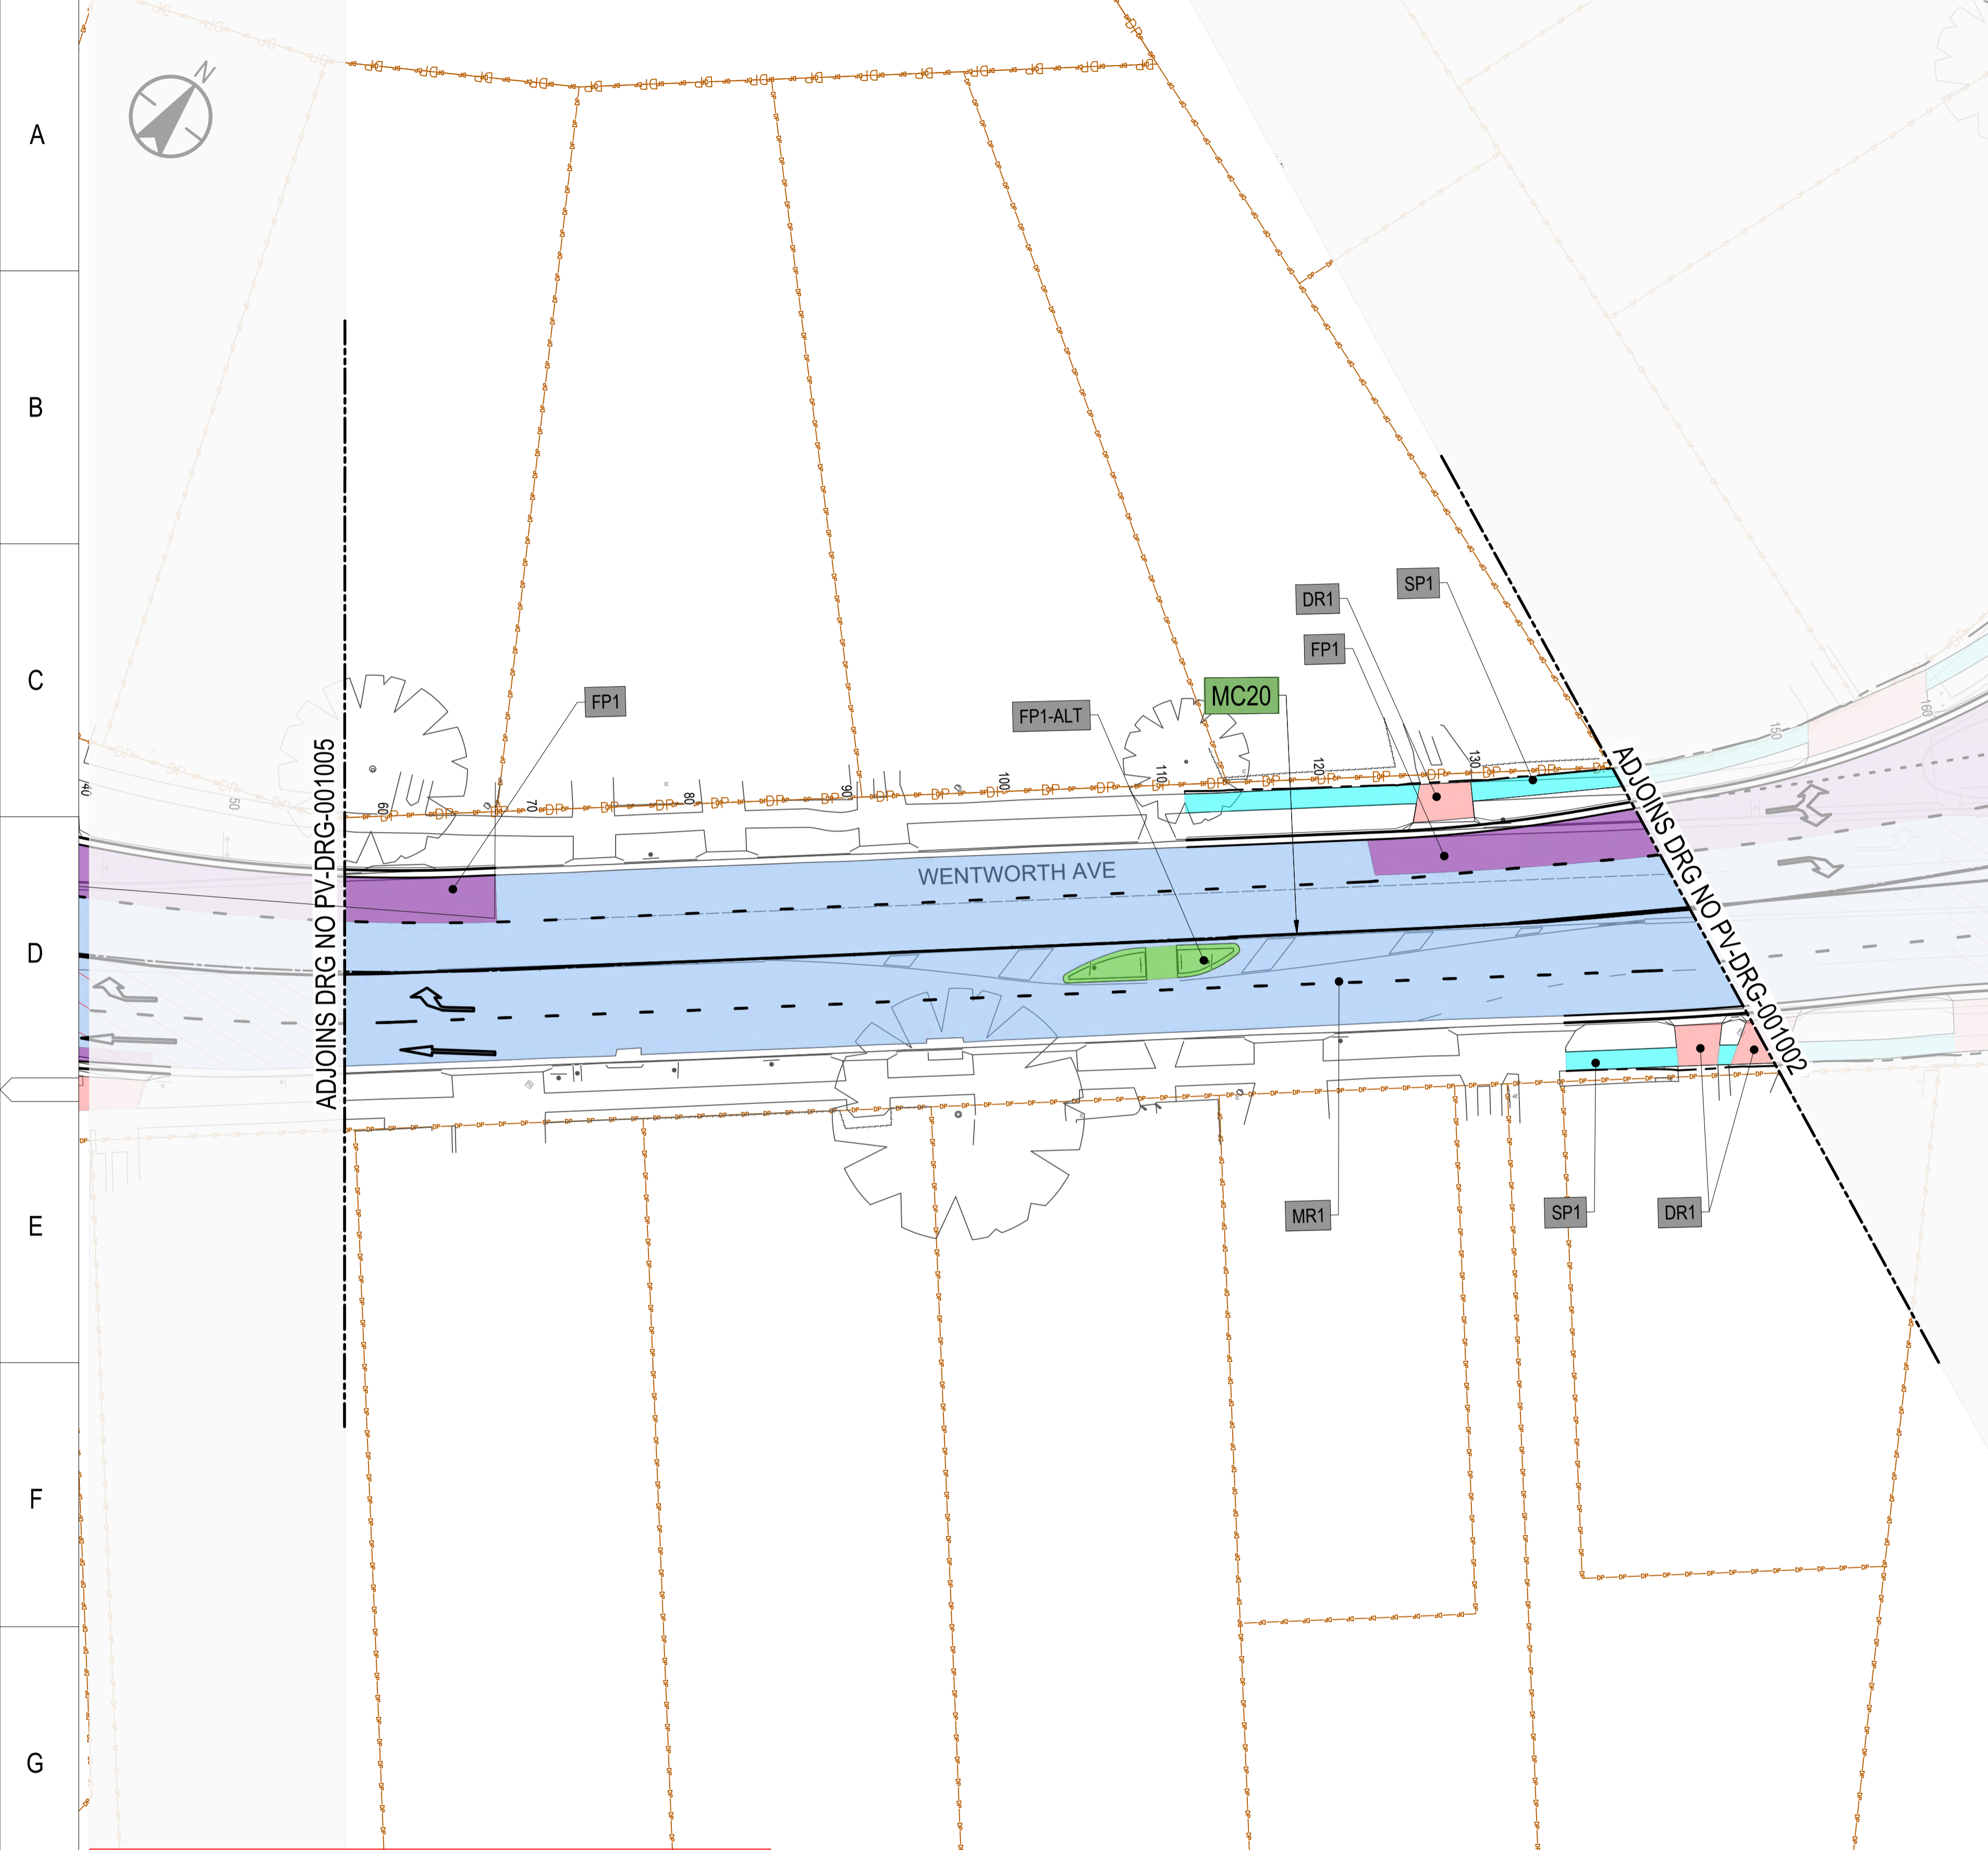 N
A
B
C
D
E
F
G
SP1
DR1
FP1
MC20
FP1
FP1-ALT
40
50
60
70
80
90
100
110
120
130
150
160
WENTWORTH AVE
ADJOINS DRG NO PV-DRG-001005
ADJOINS DRG NO PV-DRG-001002
MR1
SP1
DR1
DP